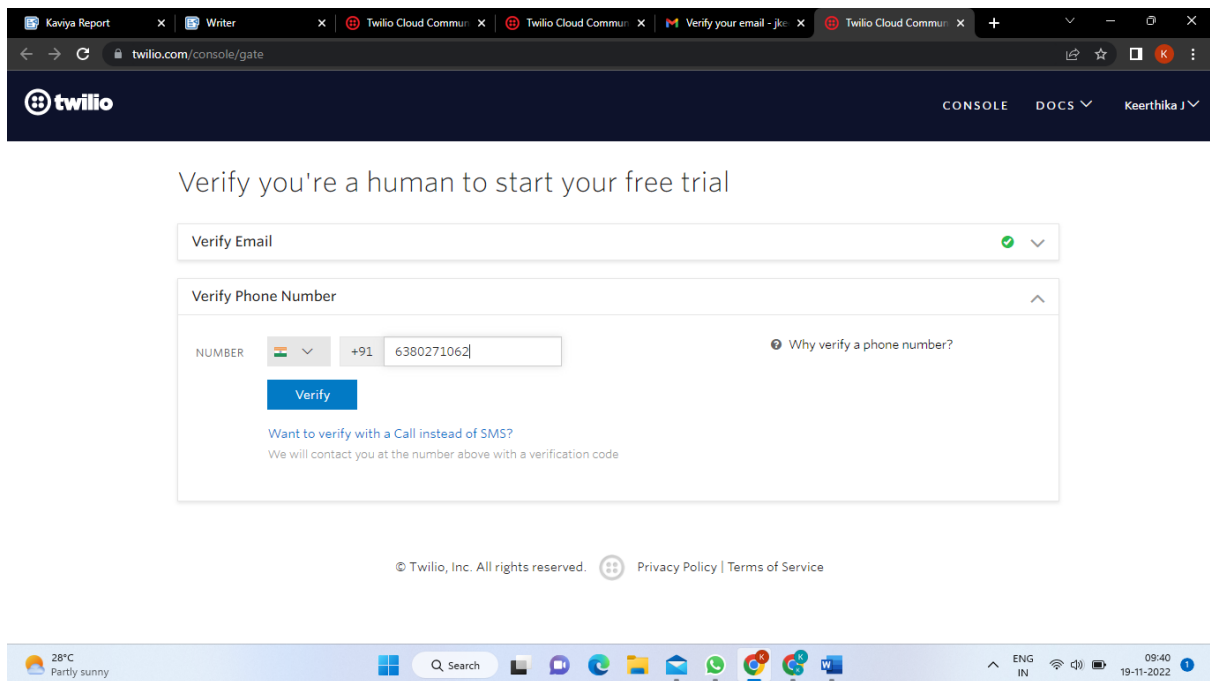 Kaviya Report
Writer
Twilio Cloud Commun
Twilio Cloud Commun
Verify your email - jke
Twilio Cloud Commun
twilio.com/console/gate
K
twilio
CONSOLE DOCS Keerthika J
Verify you're a human to start your free trial
Verify Email
Verify Phone Number
NUMBER +91 6380271062 Why verify a phone number?
Verify
Want to verify with a Call instead of SMS?
We will contact you at the number above with a verification code
© Twilio, Inc. All rights reserved. Privacy Policy | Terms of Service
28°C
Partly sunny
Search
ENG
IN
09:40
19-11-2022
1